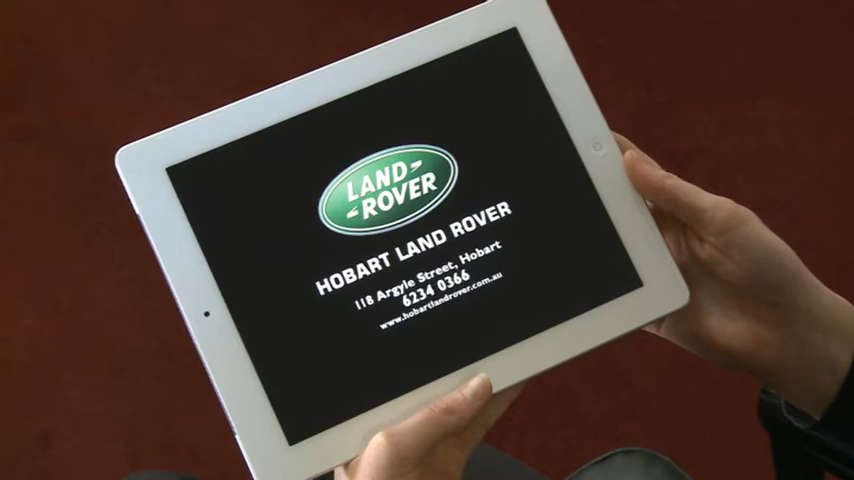 LAND
ROVER
HOBART LAND ROVER
118 Argyle Street, Hobart
6234 0366
www.hobartlandrover.com.au